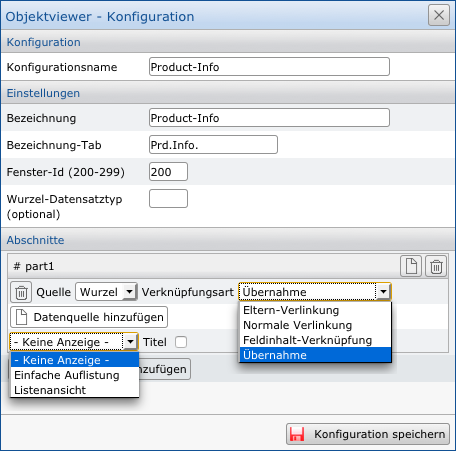 Objektviewer - Konfiguration
Konfiguration
Konfigurationsname Product-Info
Einstellungen
Bezeichnung Product-Info
Bezeichnung-Tab Prd.Info.
Fenster-Id (200-299) 200
Wurzel-Datensatztyp
(optional)
Abschnitte
# part1
Quelle Wurzel Verknüpfungsart Übernahme
Eltern-Verlinkung
Normale Verlinkung
Feldinhalt-Verknüpfung
Übernahme
Datenquelle hinzufügen
- Keine Anzeige - Titel
- Keine Anzeige -
Einfache Auflistung
Listenansicht
nzufügen
Konfiguration speichern